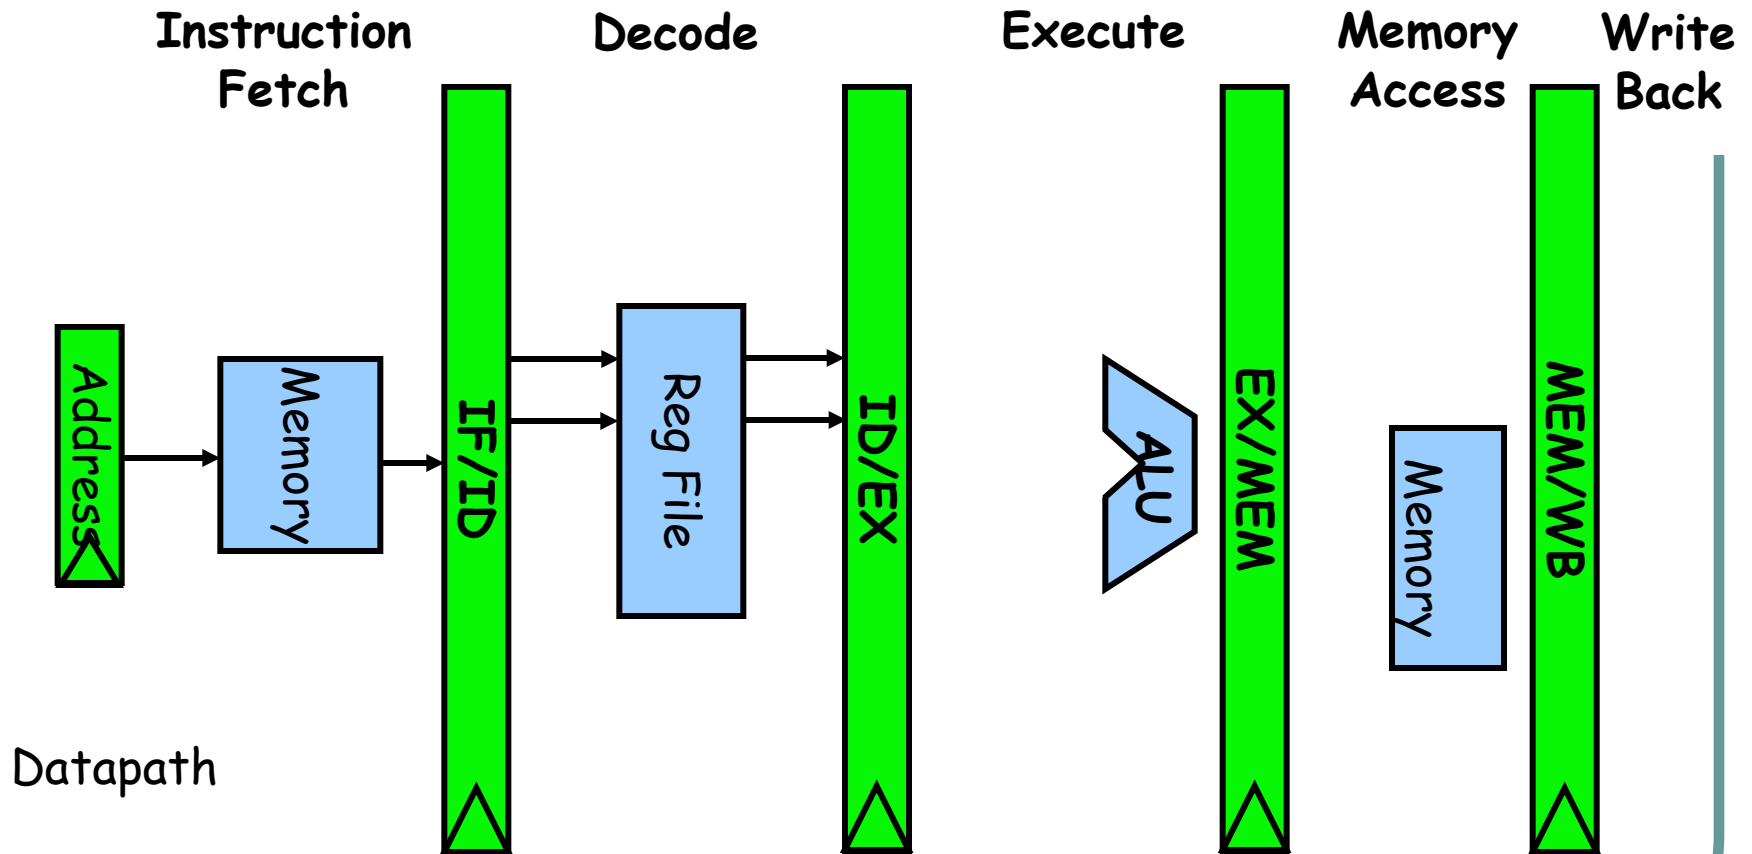 Instruction
Fetch
Decode
Execute
Memory
Access
Write
Back
Address
Memory
IF/ID
Reg File
ID/EX
ALU
EX/MEM
Memory
MEM/WB
Datapath